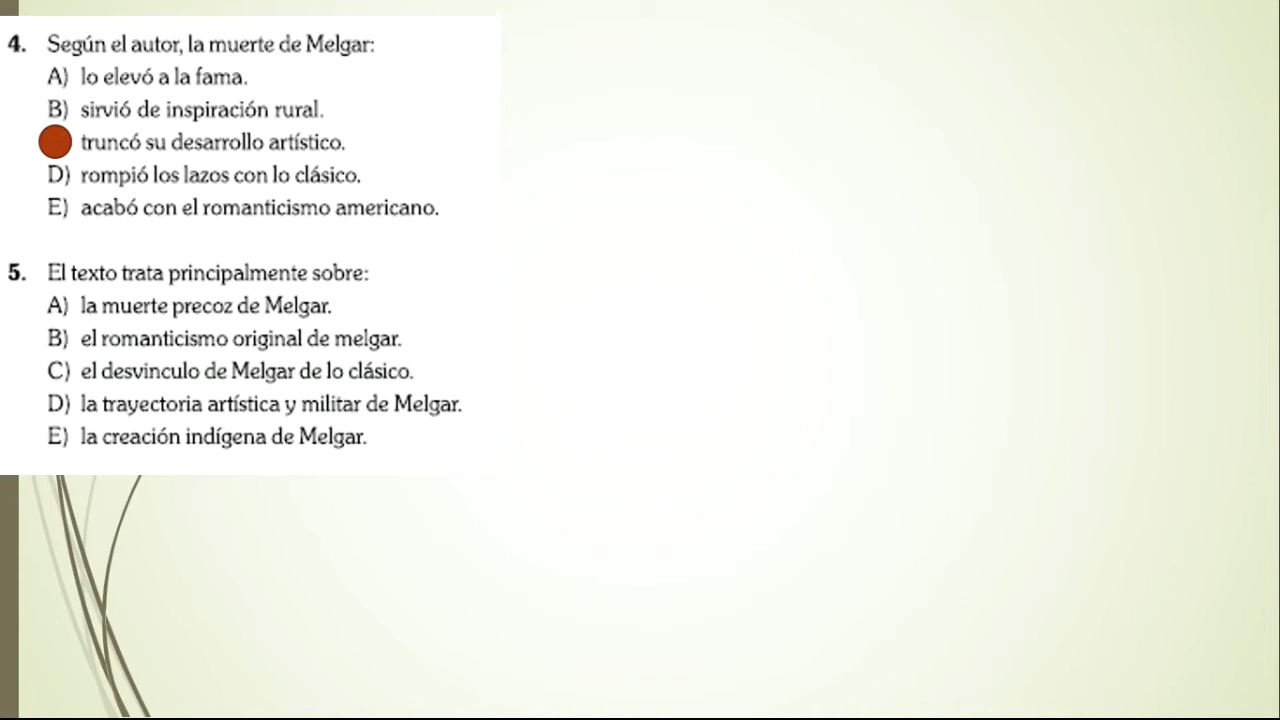 4. Según el autor, la muerte de Melgar:
A) lo elevó a la fama.
B) sirvió de inspiración rural.
truncó su desarrollo artístico.
D) rompió los lazos con lo clásico.
E) acabó con el romanticismo americano.
5. El texto trata principalmente sobre:
A) la muerte precoz de Melgar.
B) el romanticismo original de melgar.
C) el desvinculo de Melgar de lo clásico.
D) la trayectoria artística y militar de Melgar.
E) la creación indígena de Melgar.